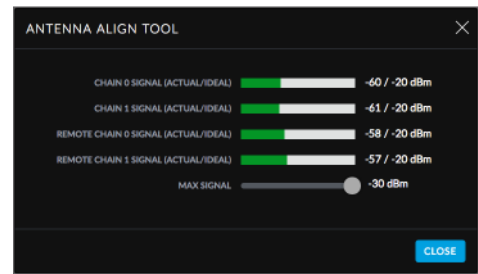 ANTENNA ALIGN TOOL
CHAIN 0 SIGNAL (ACTUAL/IDEAL) -60 / -20 dBm
CHAIN 1 SIGNAL (ACTUAL/IDEAL) -61 / -20 dBm
REMOTE CHAIN 0 SIGNAL (ACTUAL/IDEAL) -58 / -20 dBm
REMOTE CHAIN 1 SIGNAL (ACTUAL/IDEAL) -57 / -20 dBm
MAX SIGNAL -30 dBm
CLOSE